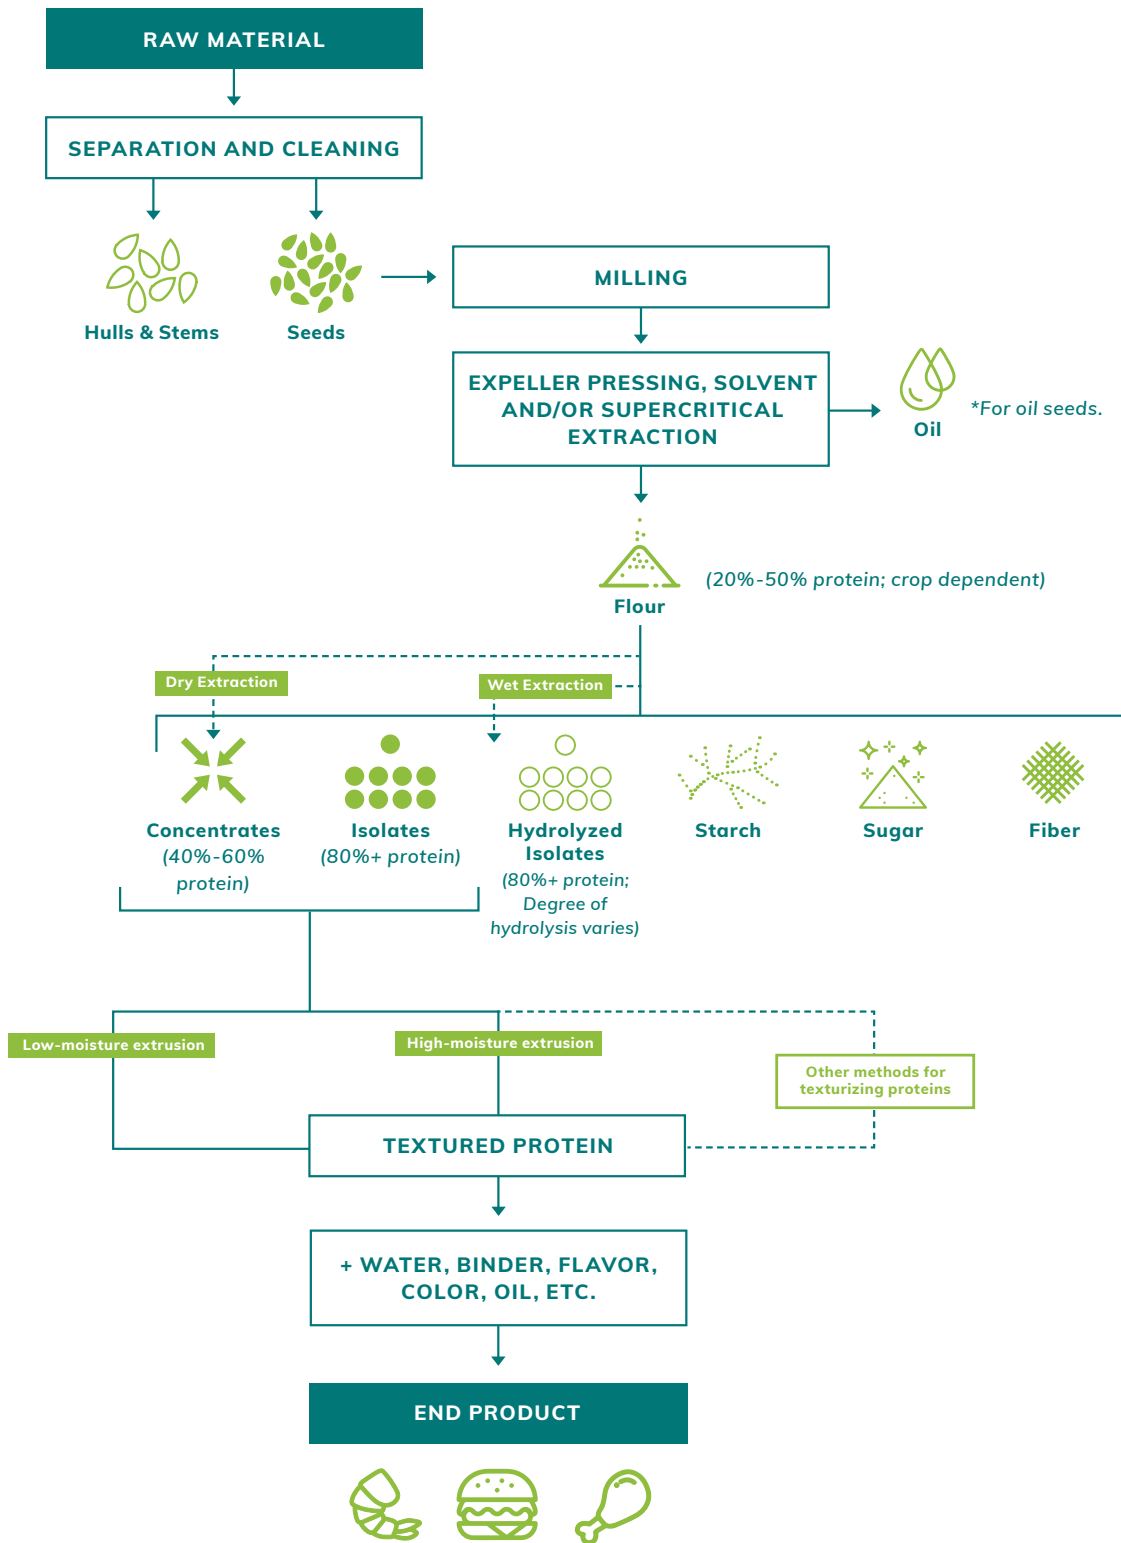 RAW MATERIAL
SEPARATION AND CLEANING
Hulls & Stems
Seeds
MILLING
EXPELLER PRESSING, SOLVENT
AND/OR SUPERCRITICAL
EXTRACTION
Oil
*For oil seeds.
Flour
(20%-50% protein; crop dependent)
Dry Extraction
Wet Extraction
Concentrates
(40%-60%
protein)
Isolates
(80%+ protein)
Hydrolyzed
Isolates
(80%+ protein;
Degree of
hydrolysis varies)
Starch
Sugar
Fiber
Low-moisture extrusion
High-moisture extrusion
Other methods for
texturizing proteins
TEXTURED PROTEIN
+ WATER, BINDER, FLAVOR,
COLOR, OIL, ETC.
END PRODUCT